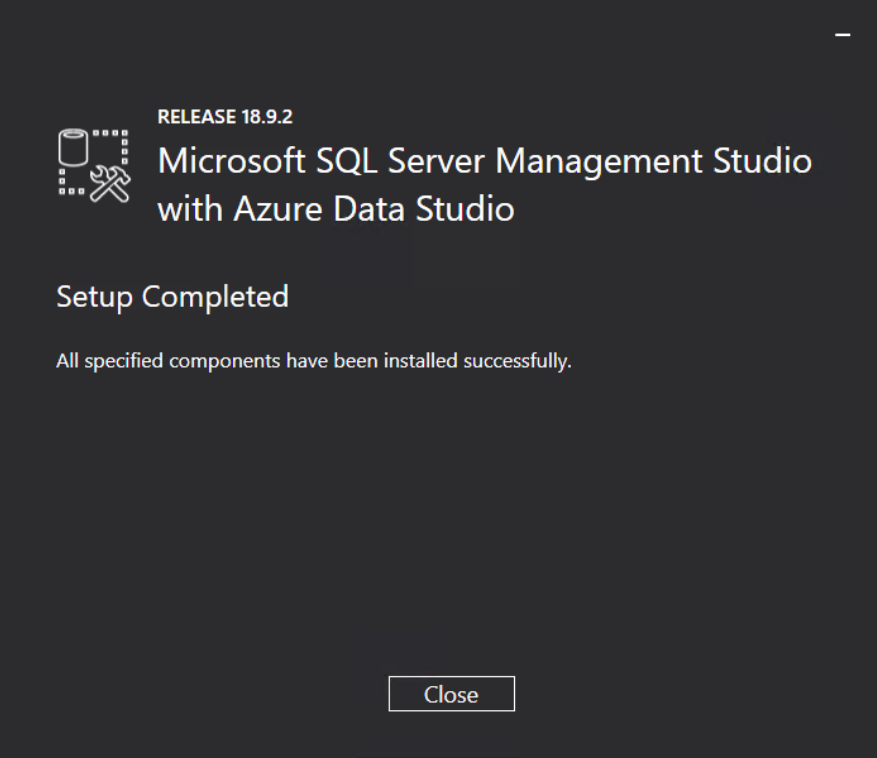 RELEASE 18.9.2
Microsoft SQL Server Management Studio
with Azure Data Studio
Setup Completed
All specified components have been installed successfully.
Close